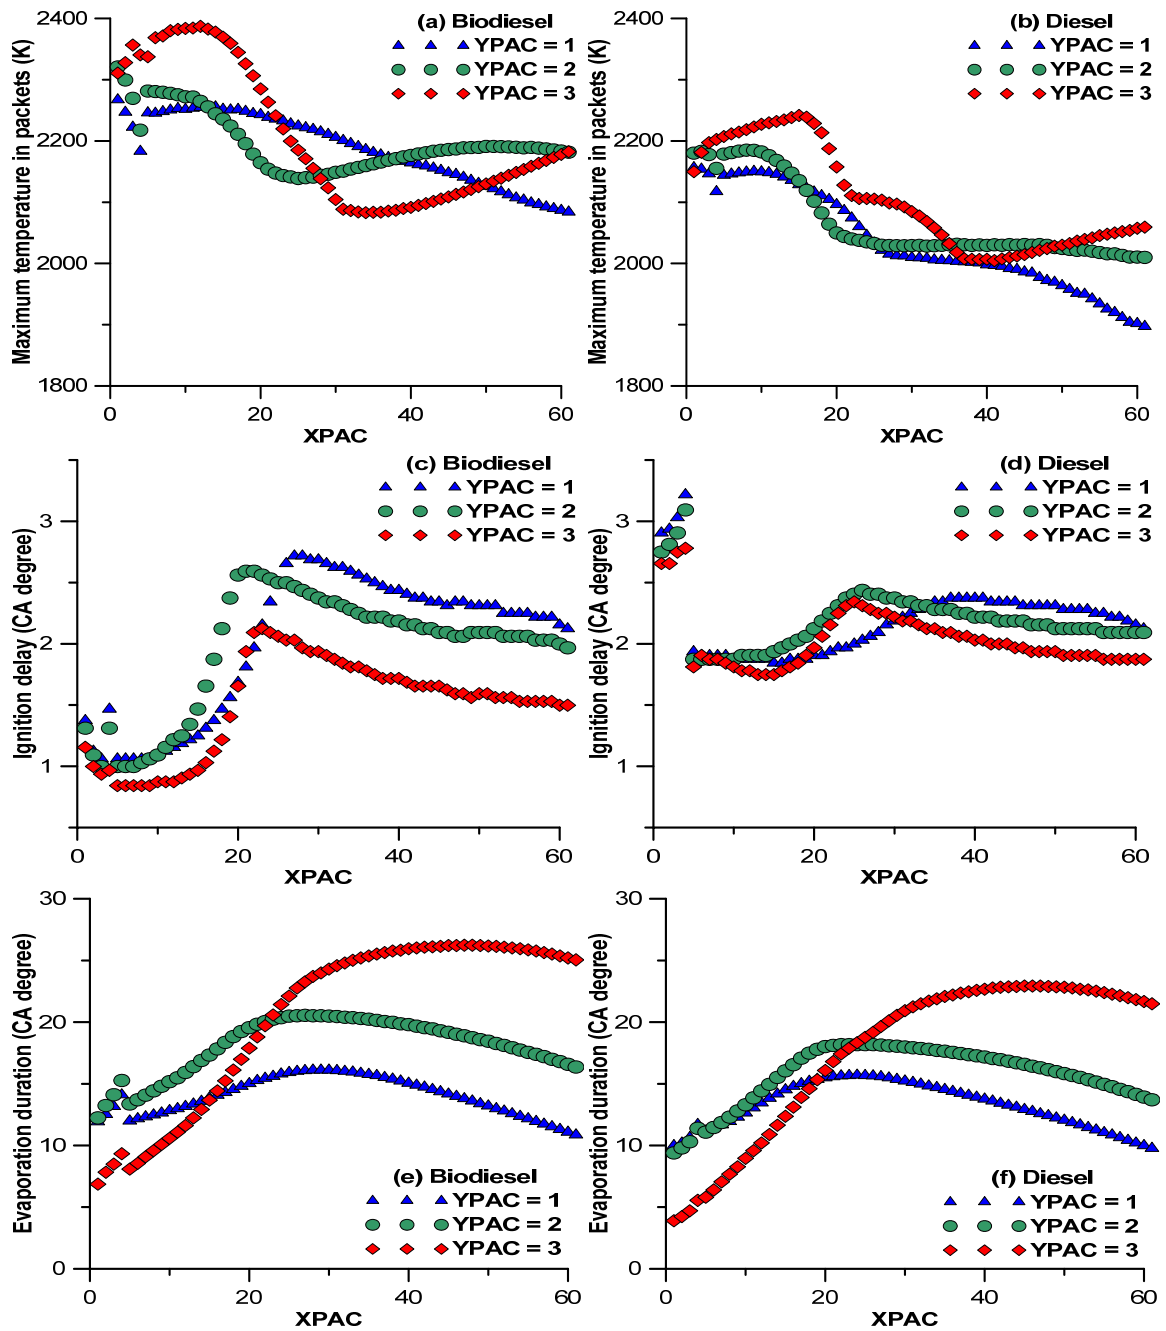 (a) Biodiesel
YPAC = 1
YPAC = 2
YPAC = 3
Maximum temperature in packets (K)
2400
2200
2000
1800
0
20
40
60
XPAC
(b) Diesel
YPAC = 1
YPAC = 2
YPAC = 3
Maximum temperature in packets (K)
2400
2200
2000
1800
0
20
40
60
XPAC
(c) Biodiesel
YPAC = 1
YPAC = 2
YPAC = 3
Ignition delay (CA degree)
3
2
1
0
20
40
60
XPAC
(d) Diesel
YPAC = 1
YPAC = 2
YPAC = 3
Ignition delay (CA degree)
3
2
1
0
20
40
60
XPAC
(e) Biodiesel
YPAC = 1
YPAC = 2
YPAC = 3
Evaporation duration (CA degree)
30
20
10
0
0
20
40
60
XPAC
(f) Diesel
YPAC = 1
YPAC = 2
YPAC = 3
Evaporation duration (CA degree)
30
20
10
0
0
20
40
60
XPAC